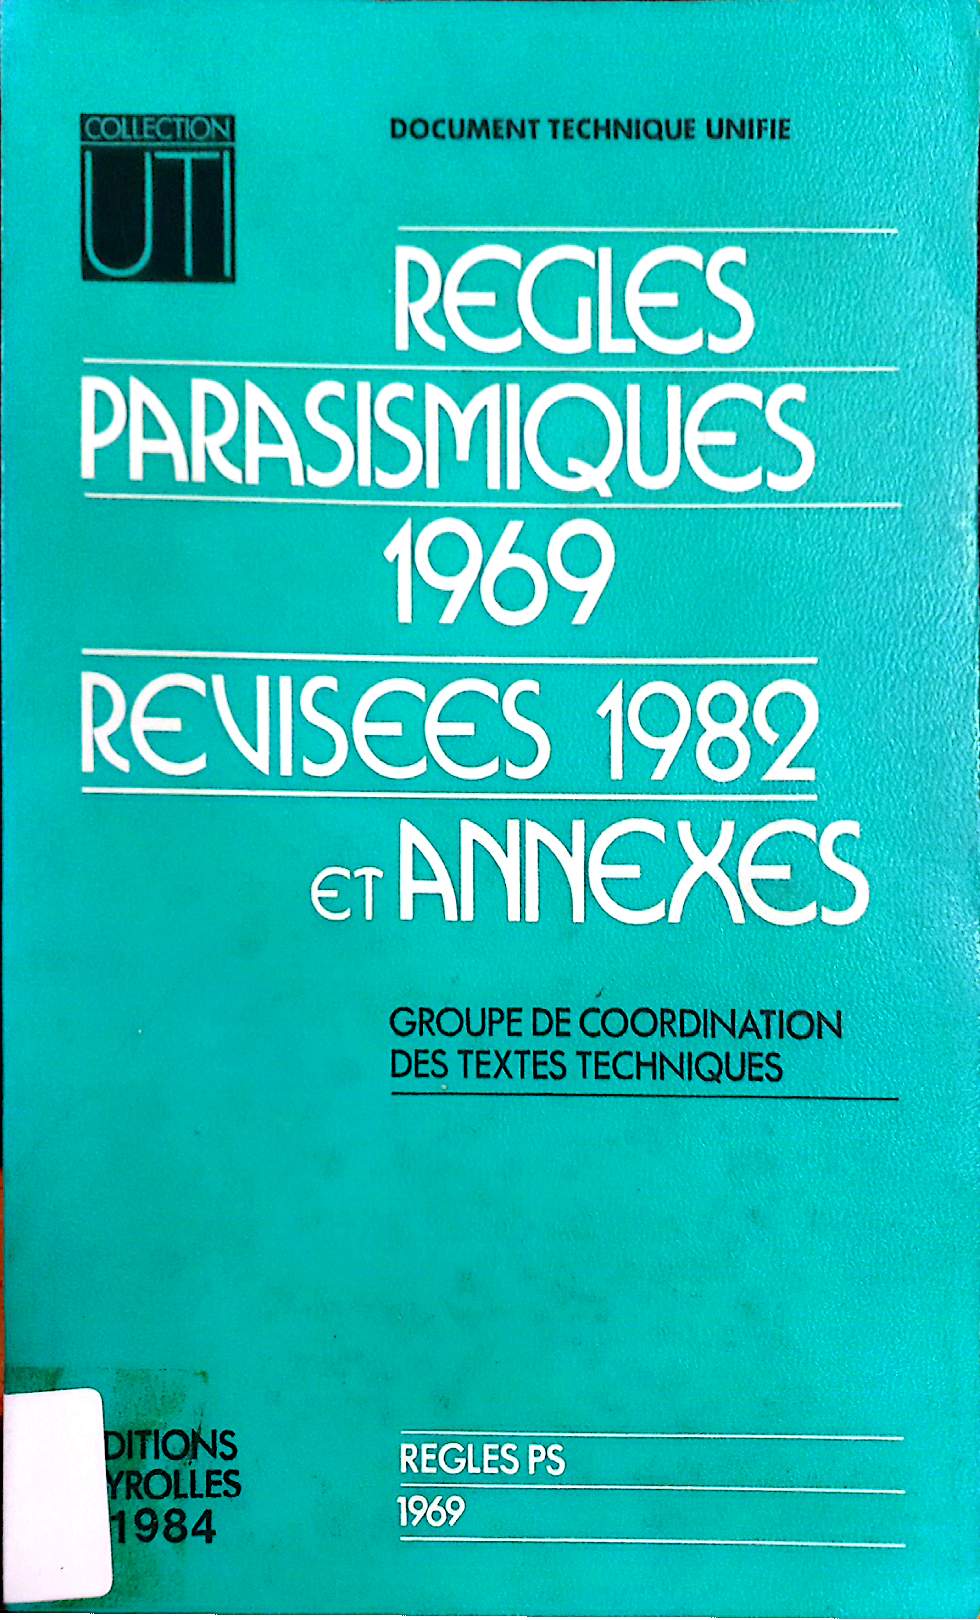 COLLECTION
UTI
DOCUMENT TECHNIQUE UNIFIE
REGLES
PARASISMIQUES
1969
REVISEES 1982
ET ANNEXES
GROUPE DE COORDINATION
DES TEXTES TECHNIQUES
DITIONS
YROLLES
1984
REGLES PS
1969